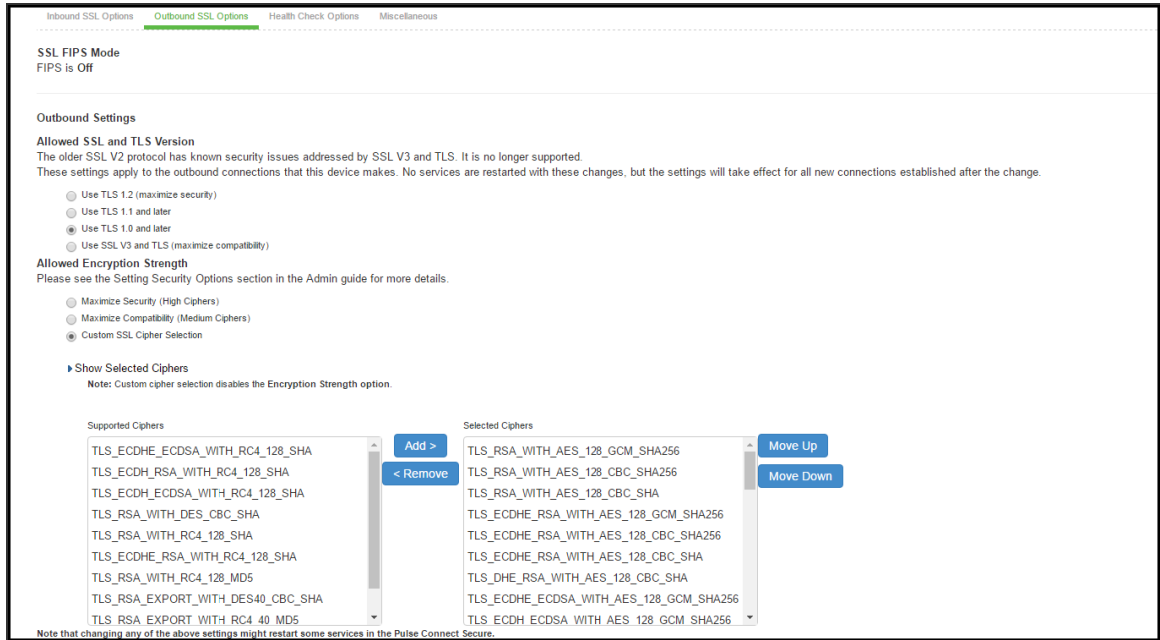 Inbound SSL Options Outbound SSL Options Health Check Options Miscellaneous
SSL FIPS Mode
FIPS is Off
Outbound Settings
Allowed SSL and TLS Version
The older SSL V2 protocol has known security issues addressed by SSL V3 and TLS. It is no longer supported.
These settings apply to the outbound connections that this device makes. No services are restarted with these changes, but the settings will take effect for all new connections established after the change.
Use TLS 1.2 (maximize security)
Use TLS 1.1 and later
Use TLS 1.0 and later
Use SSL V3 and TLS (maximize compatibility)
Allowed Encryption Strength
Please see the Setting Security Options section in the Admin guide for more details.
Maximize Security (High Ciphers)
Maximize Compatibility (Medium Ciphers)
Custom SSL Cipher Selection
Show Selected Ciphers
Note: Custom cipher selection disables the Encryption Strength option.
Supported Ciphers
TLS_ECDHE_ECDSA_WITH_RC4_128_SHA
TLS_ECDH_RSA_WITH_RC4_128_SHA
TLS_ECDH_ECDSA_WITH_RC4_128_SHA
TLS_RSA_WITH_DES_CBC_SHA
TLS_RSA_WITH_RC4_128_SHA
TLS_ECDHE_RSA_WITH_RC4_128_SHA
TLS_RSA_WITH_RC4_128_MD5
TLS_RSA_EXPORT_WITH_DES40_CBC_SHA
TLS_RSA_EXPORT_WITH_RC4_40_MD5
Add >
< Remove
Selected Ciphers
TLS_RSA_WITH_AES_128_GCM_SHA256
TLS_RSA_WITH_AES_128_CBC_SHA256
TLS_RSA_WITH_AES_128_CBC_SHA
TLS_ECDHE_RSA_WITH_AES_128_GCM_SHA256
TLS_ECDHE_RSA_WITH_AES_128_CBC_SHA256
TLS_ECDHE_RSA_WITH_AES_128_CBC_SHA
TLS_DHE_RSA_WITH_AES_128_CBC_SHA
TLS_ECDHE_ECDSA_WITH_AES_128_GCM_SHA256
TLS_ECDH_ECDSA_WITH_AES_128_GCM_SHA256
Move Up
Move Down
Note that changing any of the above settings might restart some services in the Pulse Connect Secure.